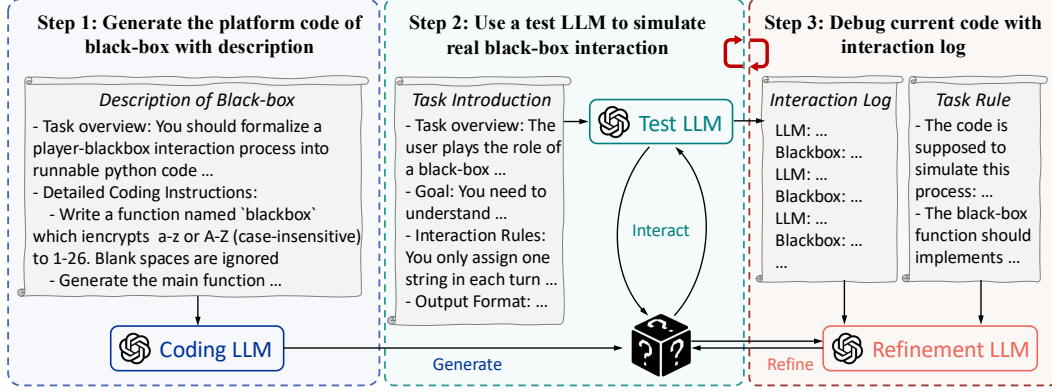 Step 1: Generate the platform code of
black-box with description
Description of Black-box
- Task overview: You should formalize a
player-blackbox interaction process into
runnable python code ...
- Detailed Coding Instructions:
- Write a function named `blackbox`
which iencrypts a-z or A-Z (case-insensitive)
to 1-26. Blank spaces are ignored
- Generate the main function ...
Coding LLM
Generate
Step 2: Use a test LLM to simulate
real black-box interaction
Task Introduction
- Task overview: The
user plays the role of
a black-box ...
- Goal: You need to
understand ...
- Interaction Rules:
You only assign one
string in each turn ...
- Output Format: ...
Test LLM
Interact
? ? ?
Step 3: Debug current code with
interaction log
Interaction Log
LLM: ...
Blackbox: ...
LLM: ...
Blackbox: ...
LLM: ...
Blackbox: ...
...
Task Rule
- The code is
supposed to
simulate this
process: ...
- The black-box
function should
implements ...
Refine
Refinement LLM